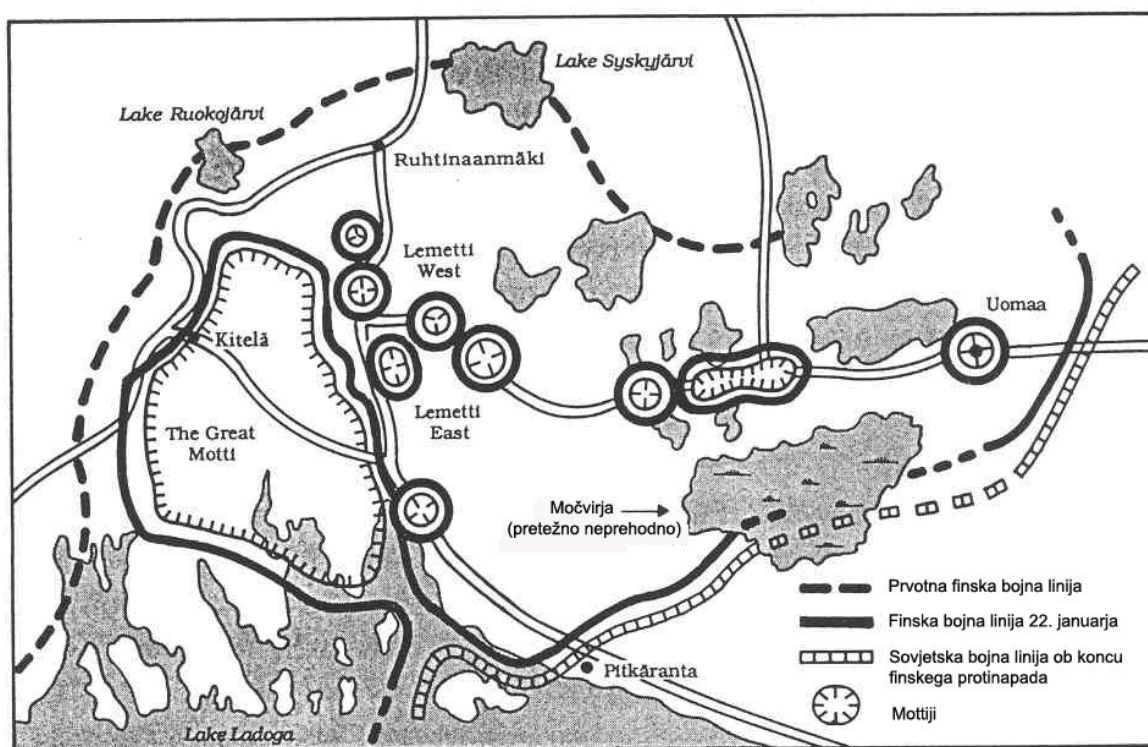 Lake Syskyjärvi
Lake Ruokojärvi
Ruhtinaanmäki
Lemetti
West
Uomaa
Kitelä
Lemetti
East
The Great
Motti
Močvirja
(pretežno neprehodno)
Prvotna finska bojna linija
Finska bojna linija 22. januarja
Sovjetska bojna linija ob koncu
finskega protinapada
Mottiji
Pitkäranta
Lake Ladoga